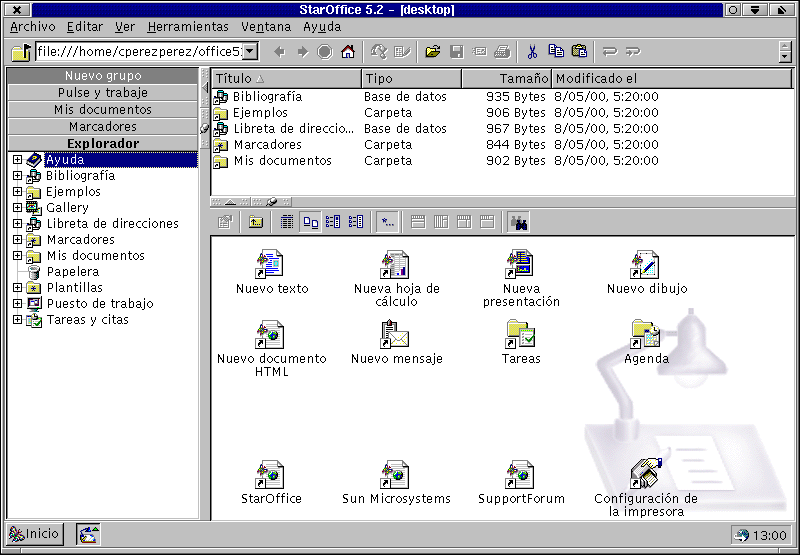 StarOffice 5.2 - [desktop]
Archivo Editar Ver Herramientas Ventana Ayuda
file:///home/cperezperez/office5
Nuevo grupo
Pulse y trabaje
Mis documentos
Marcadores
Explorador
Ayuda
Bibliografía
Ejemplos
Gallery
Libreta de direcciones
Marcadores
Mis documentos
Papelera
Plantillas
Puesto de trabajo
Tareas y citas
Título Tipo Tamaño Modificado el
Bibliografía Base de datos 935 Bytes 8/05/00, 5:20:00
Ejemplos Carpeta 906 Bytes 8/05/00, 5:20:00
Libreta de direccio... Base de datos 967 Bytes 8/05/00, 5:20:00
Marcadores Carpeta 844 Bytes 8/05/00, 5:20:00
Mis documentos Carpeta 902 Bytes 8/05/00, 5:20:00
Nuevo texto
Nueva hoja de
cálculo
Nueva
presentación
Nuevo dibujo
Nuevo documento
HTML
Nuevo mensaje
Tareas
Agenda
StarOffice
Sun Microsystems
SupportForum
Configuración de
la impresora
Inicio
13:00